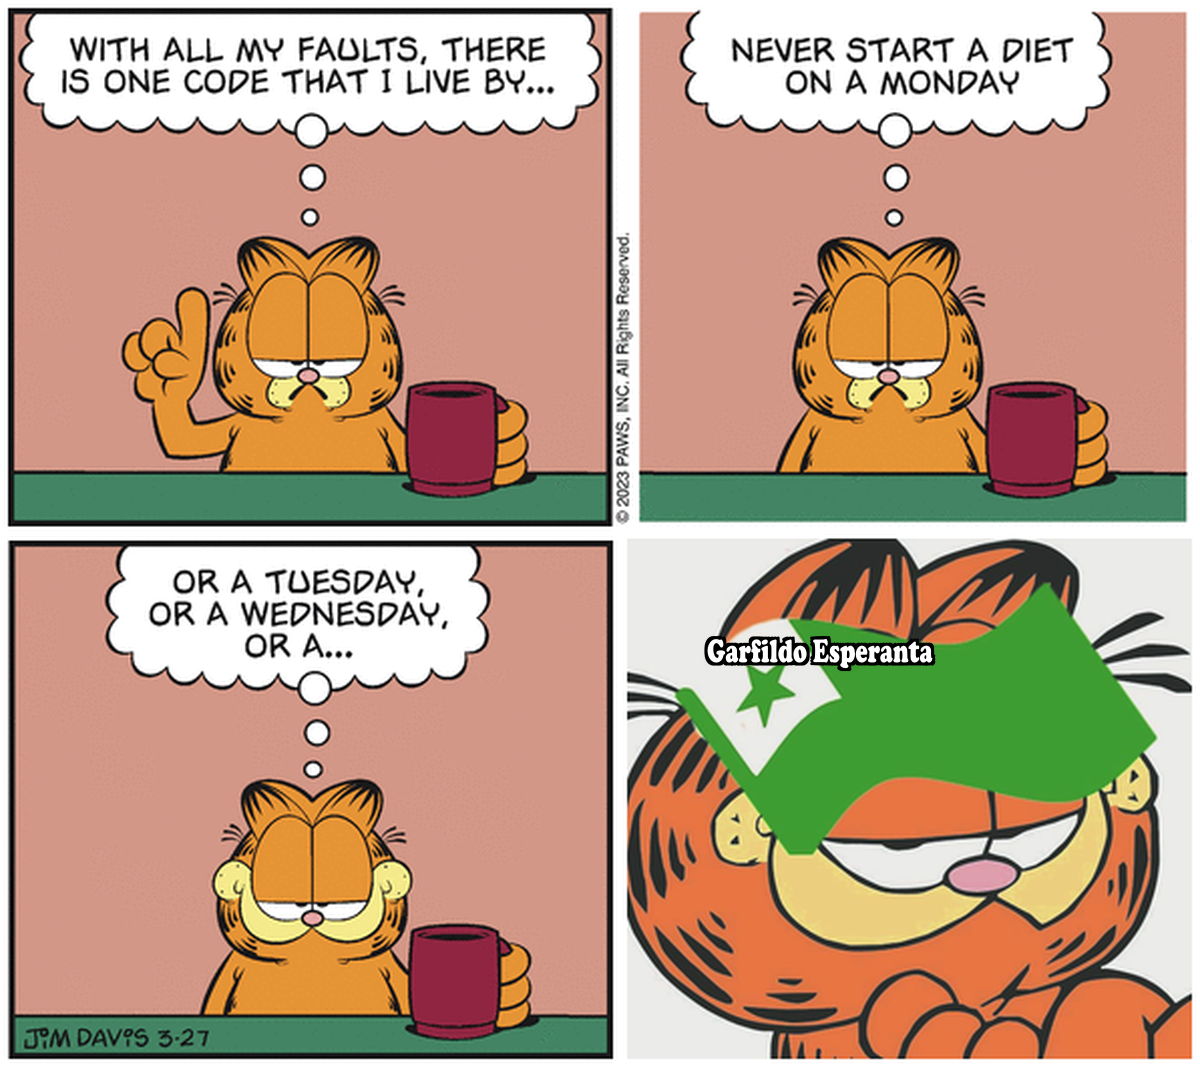 WITH ALL MY FAULTS, THERE
IS ONE CODE THAT I LIVE BY...
© 2023 PAWS, INC. All Rights Reserved.
NEVER START A DIET
ON A MONDAY
OR A TUESDAY,
OR A WEDNESDAY,
OR A...
JIM DAVIS 3-27
Garfildo Esperanta